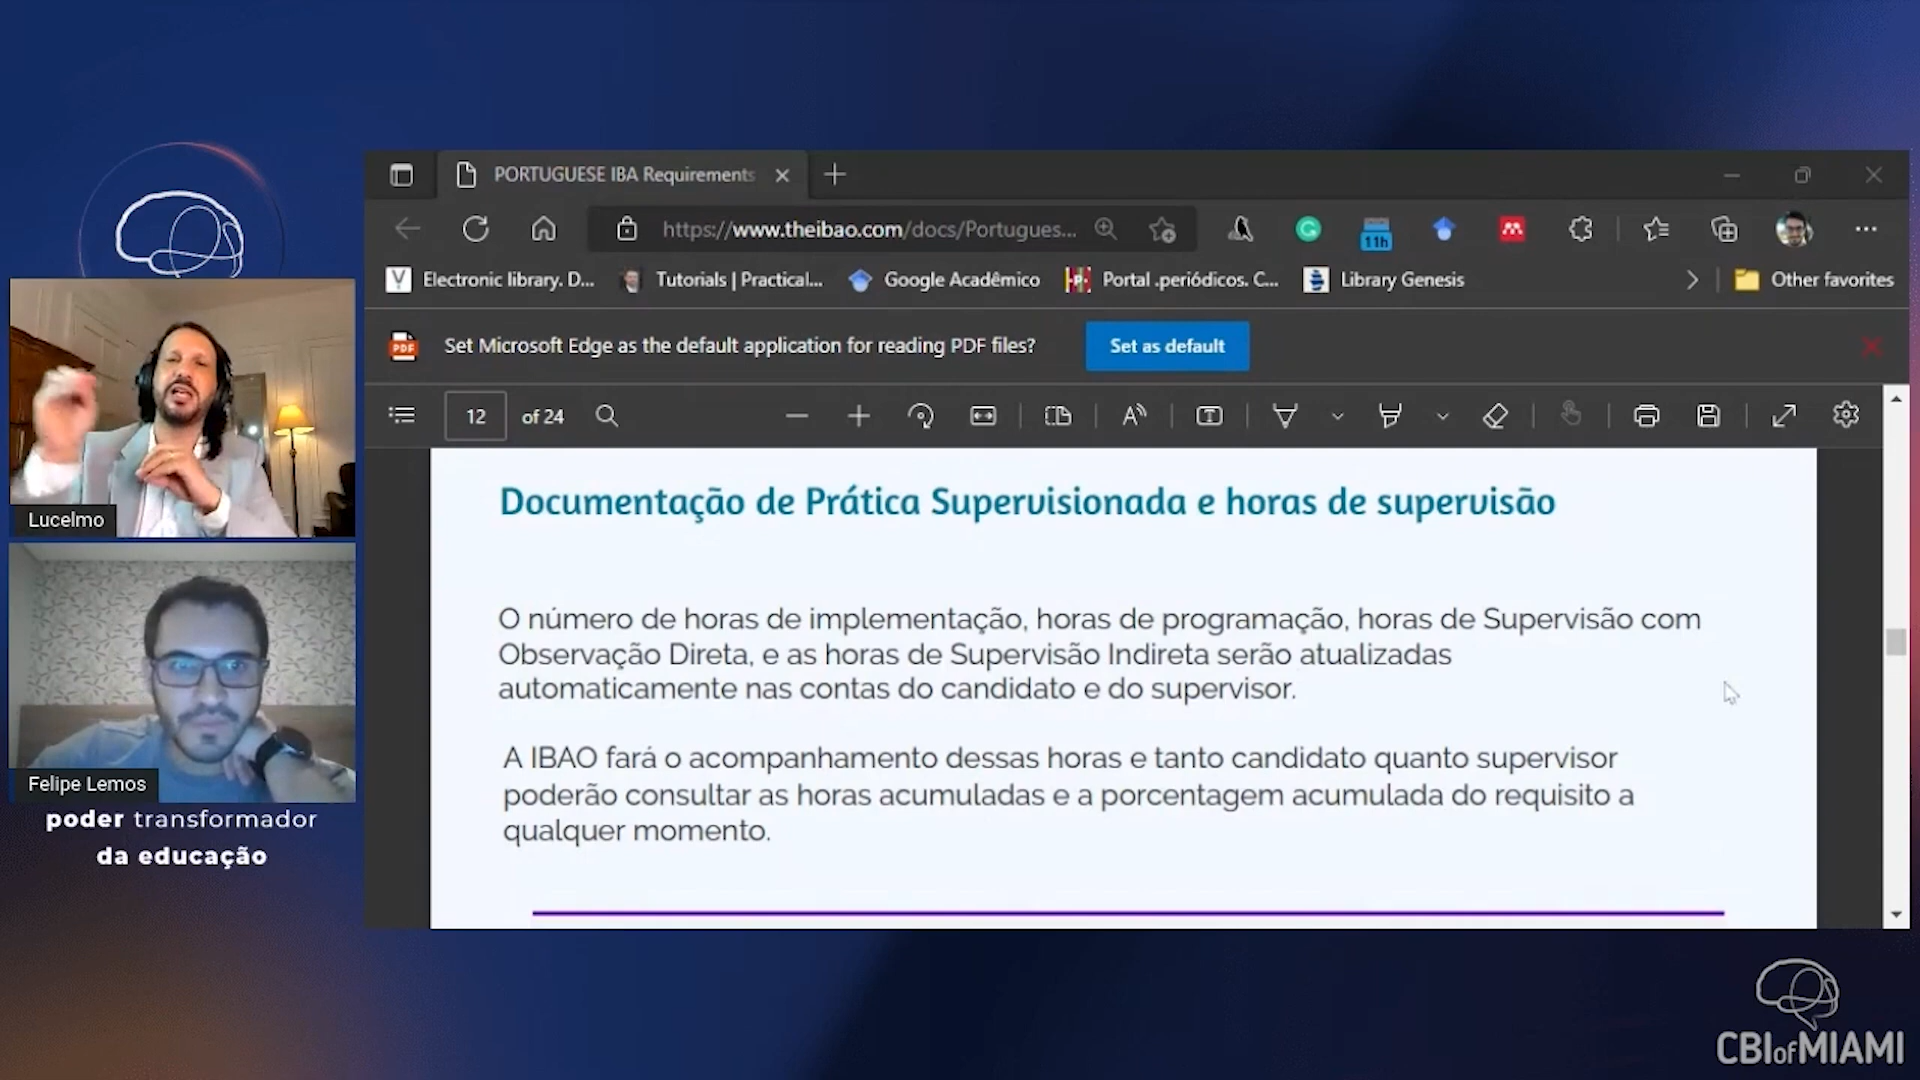 PORTUGUESE IBA Requirements
https://www.theibao.com/docs/Portugues...
11h
Electronic library. D...
Tutorials | Practical...
Google Acadêmico
Portal .periódicos. C...
Library Genesis
Other favorites
PDF
Set Microsoft Edge as the default application for reading PDF files?
Set as default
12 of 24
Documentação de Prática Supervisionada e horas de supervisão
O número de horas de implementação, horas de programação, horas de Supervisão com
Observação Direta, e as horas de Supervisão Indireta serão atualizadas
automaticamente nas contas do candidato e do supervisor.
A IBAO fará o acompanhamento dessas horas e tanto candidato quanto supervisor
poderão consultar as horas acumuladas e a porcentagem acumulada do requisito a
qualquer momento.
Lucelmo
Felipe Lemos
poder transformador
da educação
CBIofMIAMI